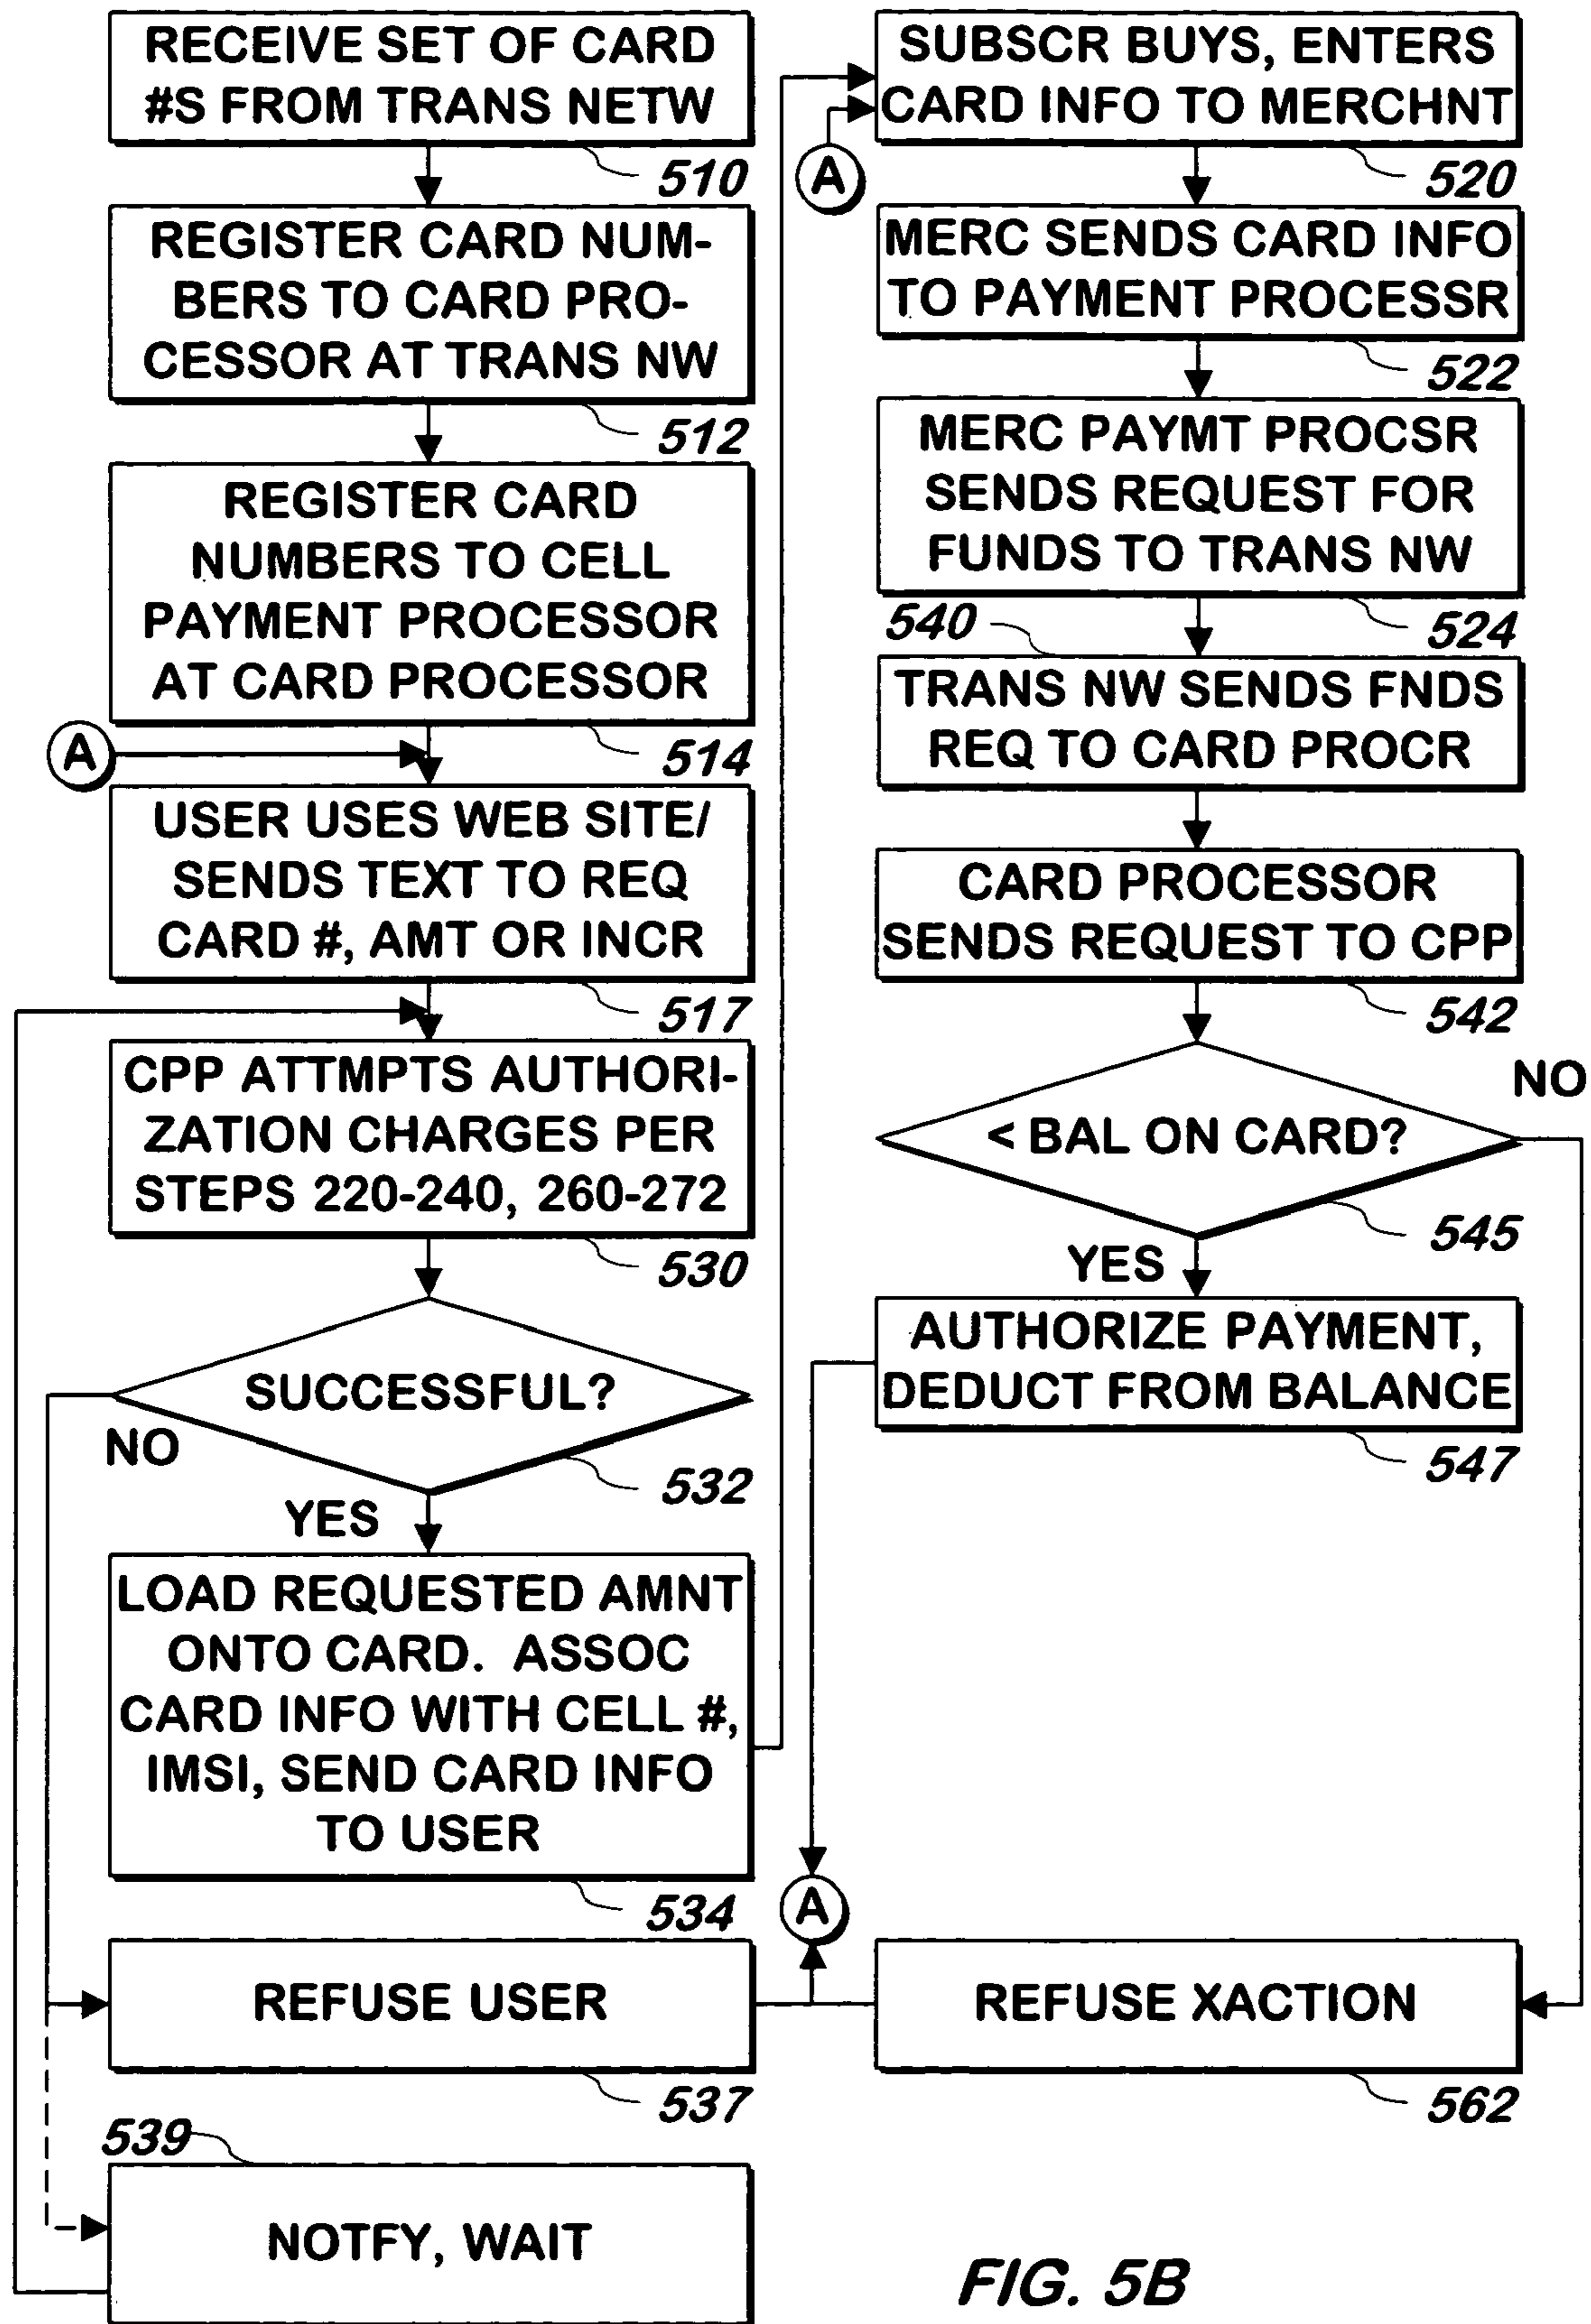 RECEIVE SET OF CARD
#S FROM TRANS NETW
510
REGISTER CARD NUM-
BERS TO CARD PRO-
CESSOR AT TRANS NW
512
REGISTER CARD
NUMBERS TO CELL
PAYMENT PROCESSOR
AT CARD PROCESSOR
514
A
USER USES WEB SITE/
SENDS TEXT TO REQ
CARD #, AMT OR INCR
517
CPP ATTMPTS AUTHORI-
ZATION CHARGES PER
STEPS 220-240, 260-272
530
SUCCESSFUL?
532
NO
YES
LOAD REQUESTED AMNT
ONTO CARD. ASSOC
CARD INFO WITH CELL #,
IMSI, SEND CARD INFO
TO USER
534
REFUSE USER
537
539
NOTFY, WAIT
SUBSCR BUYS, ENTERS
CARD INFO TO MERCHNT
A
520
MERC SENDS CARD INFO
TO PAYMENT PROCESSR
522
MERC PAYMT PROCSR
SENDS REQUEST FOR
FUNDS TO TRANS NW
524
540
TRANS NW SENDS FNDS
REQ TO CARD PROCR
CARD PROCESSOR
SENDS REQUEST TO CPP
542
< BAL ON CARD?
NO
545
YES
AUTHORIZE PAYMENT,
DEDUCT FROM BALANCE
547
A
REFUSE XACTION
562
FIG. 5B